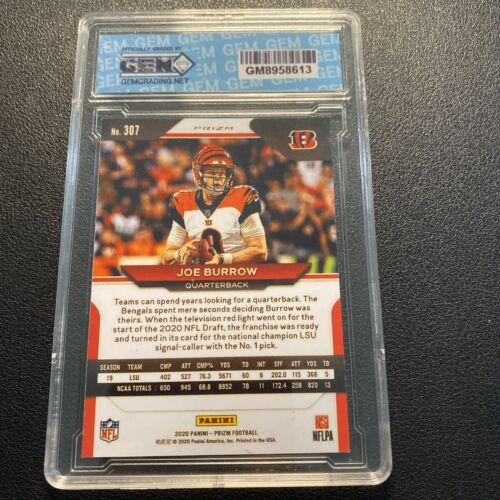 OFFICIALLY GRADED BY
GEM
GEMGRADING.NET
GEM GEM GEM GEM
GM8958613
No. 307
PRIZM
B
JOE BURROW
QUARTERBACK
Teams can spend years looking for a quarterback. The
Bengals spent mere seconds deciding Burrow was
theirs. When the television red light went on for the
start of the 2020 NFL Draft, the franchise was ready
and turned in its card for the national champion LSU
signal-caller with the No. 1 pick.
SEASON TEAM CMP ATT CMP% YDS TD INT EFF ATT YDS TD
19 LSU 402 527 76.3 5671 60 6 202.0 115 368 5
NCAA TOTALS 650 945 68.8 8852 78 11 172.4 258 820 13
NFL
PANINI
NFLPA
2020 PANINI – PRIZM FOOTBALL
© 2020 Panini America, Inc. Printed in the USA.